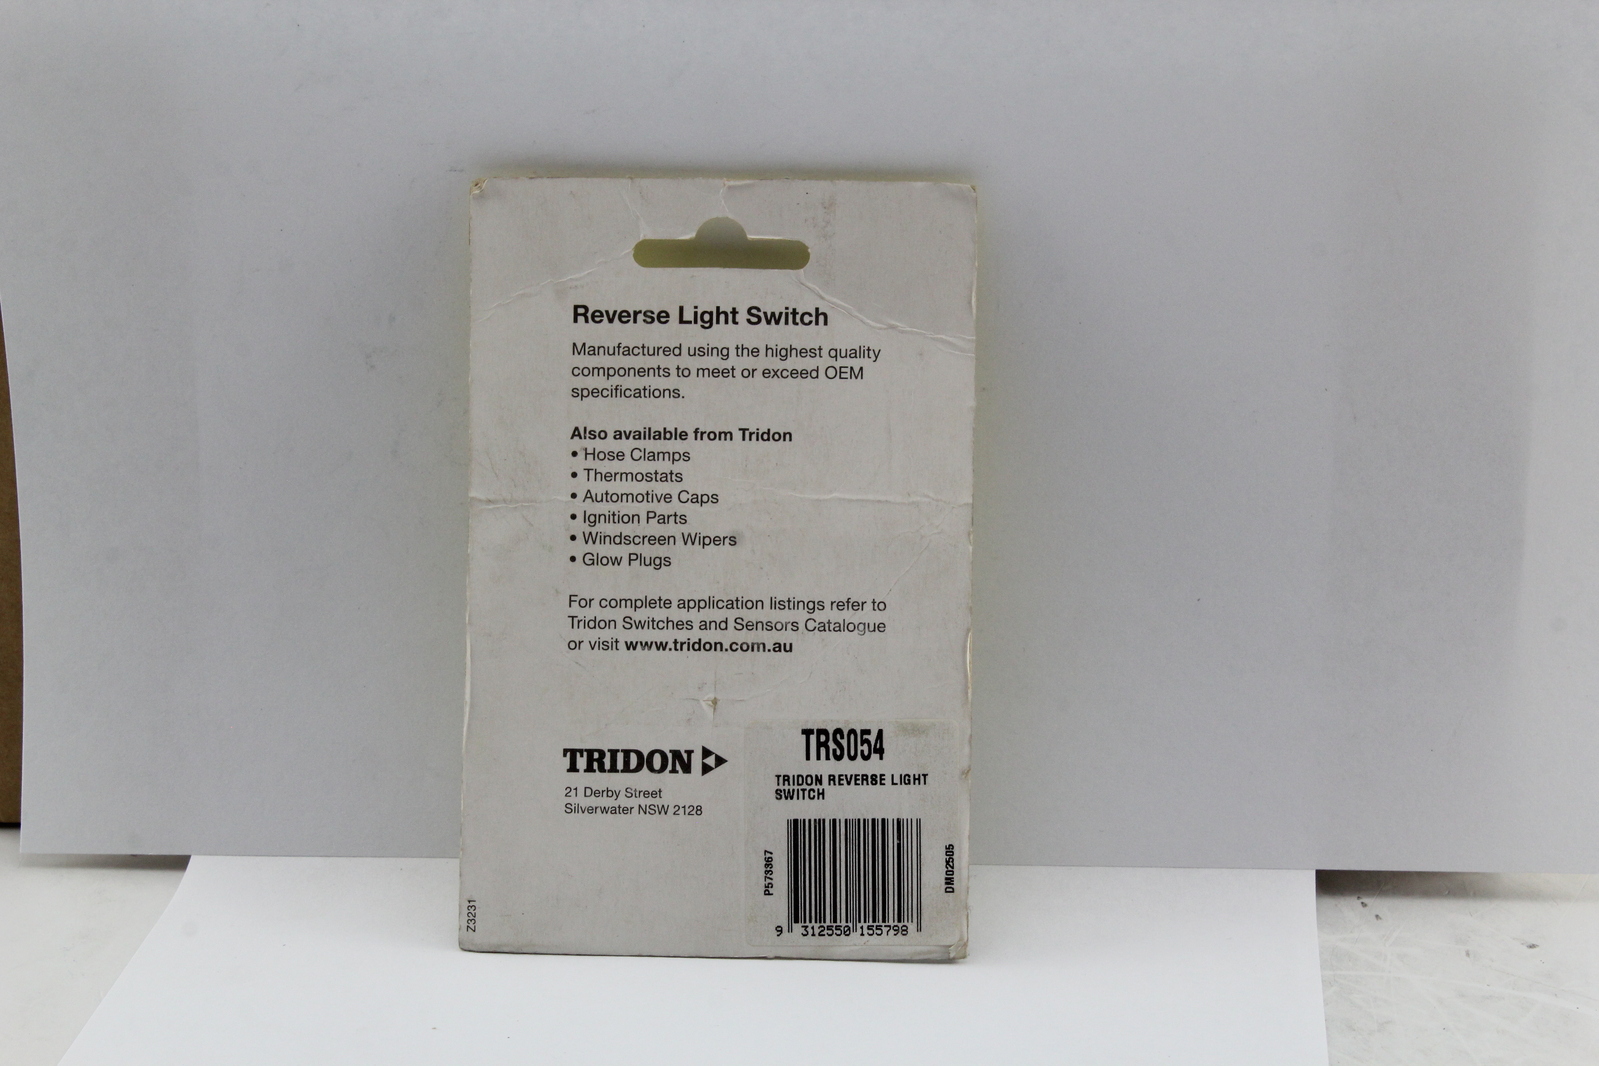 Reverse Light Switch
Manufactured using the highest quality
components to meet or exceed OEM
specifications.
Also available from Tridon
• Hose Clamps
• Thermostats
• Automotive Caps
• Ignition Parts
• Windscreen Wipers
• Glow Plugs
For complete application listings refer to
Tridon Switches and Sensors Catalogue
or visit www.tridon.com.au
TRIDON
21 Derby Street
Silverwater NSW 2128
Z3231
TRS054
TRIDON REVERSE LIGHT
SWITCH
P573367
DM02505
9 312550 155798